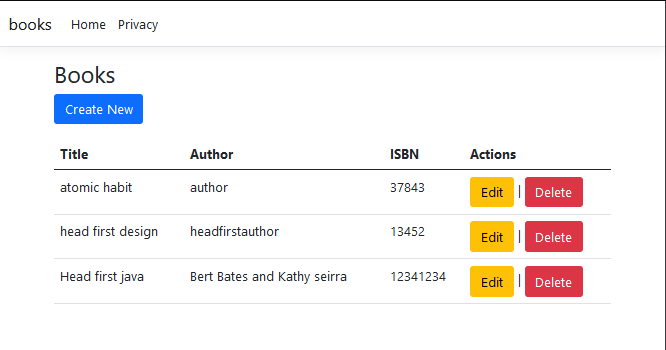 books Home Privacy
Books
Create New
Title Author ISBN Actions
atomic habit author 37843 Edit | Delete
head first design headfirstauthor 13452 Edit | Delete
Head first java Bert Bates and Kathy seirra 12341234 Edit | Delete